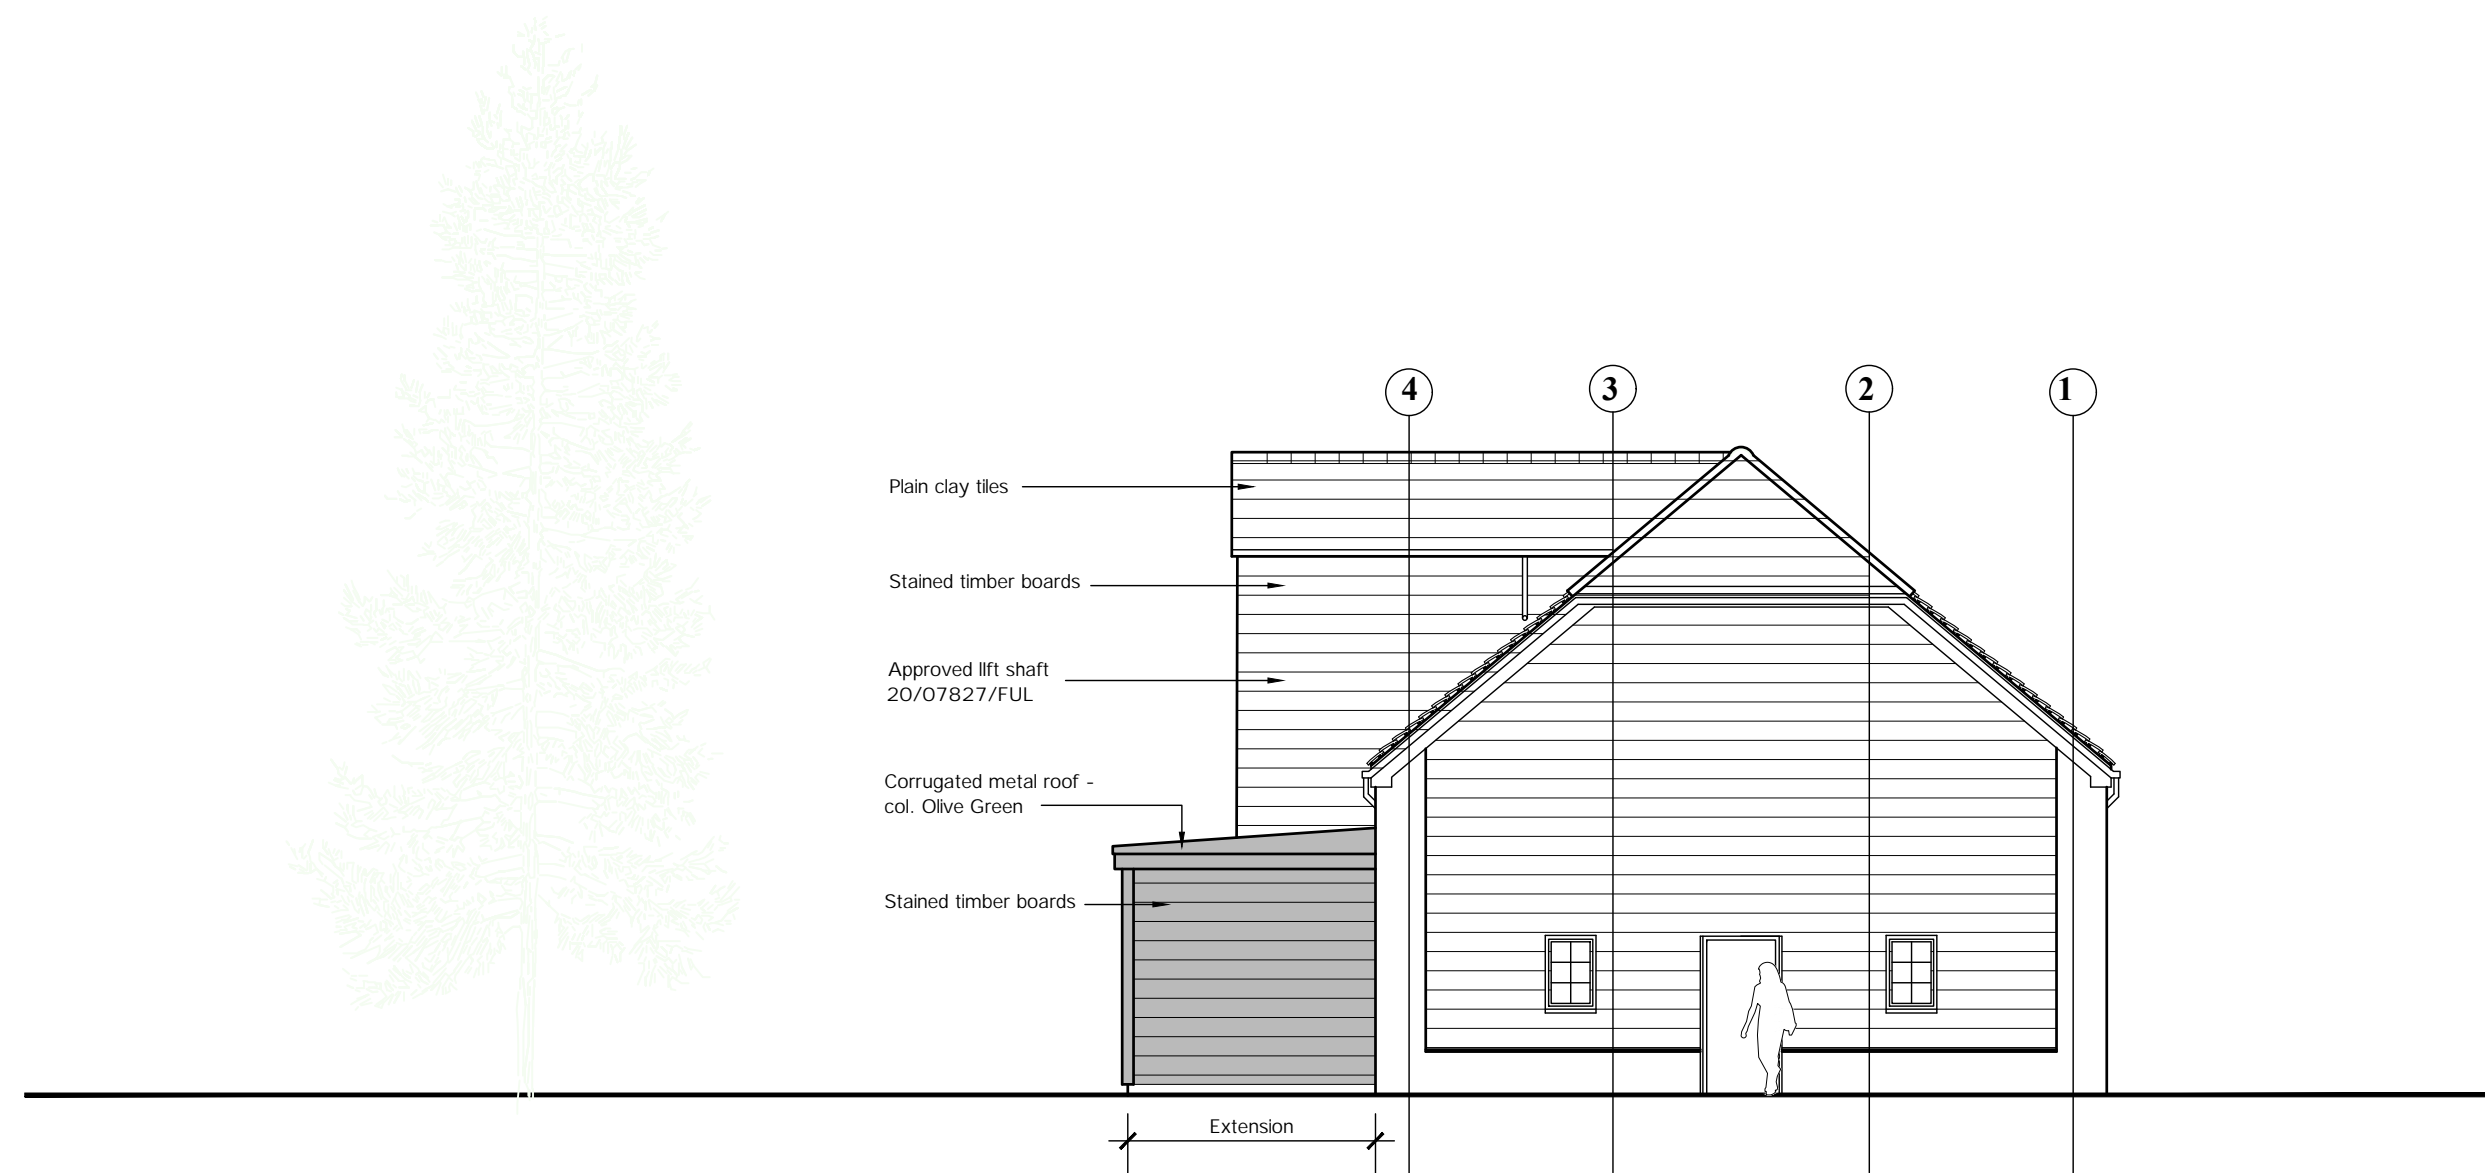 4 3 2 1
Plain clay tiles
Stained timber boards
Approved lift shaft
20/07827/FUL
Corrugated metal roof -
col. Olive Green
Stained timber boards
Extension